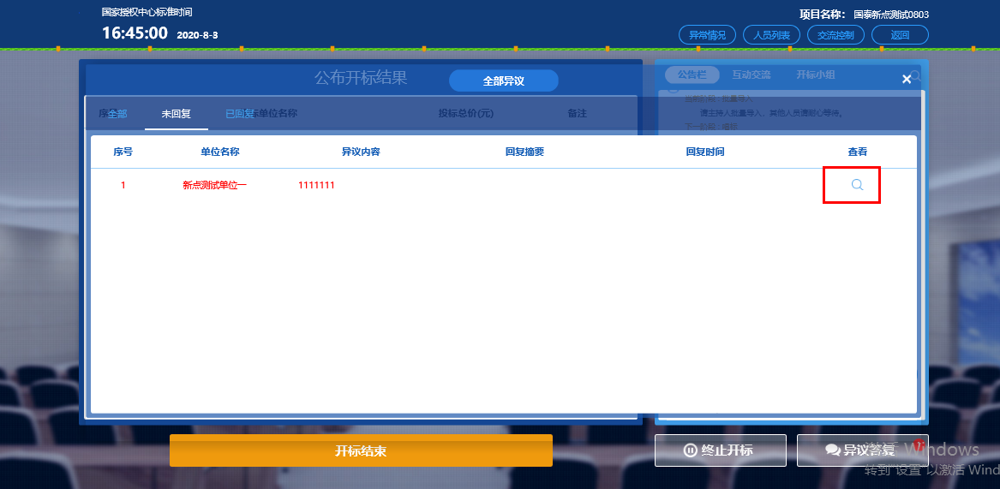 国家授权中心标准时间
16:45:00 2020-8-3
项目名称: 国泰新点测试0803
异常情况 人员列表 交流控制 返回
公布开标结果
全部异议
公告栏 互动交流 开标小组
当前阶段：批量导入
请主持人批量导入，其他人员请耐心等待。
下一阶段：唱标
序号 全部 未回复 已回复 单位名称 投标总价(元) 备注
序号 单位名称 异议内容 回复摘要 回复时间 查看
1 新点测试单位一 1111111
开标结束 终止开标 异议答复
激活 Windows
转到"设置"以激活 Wind